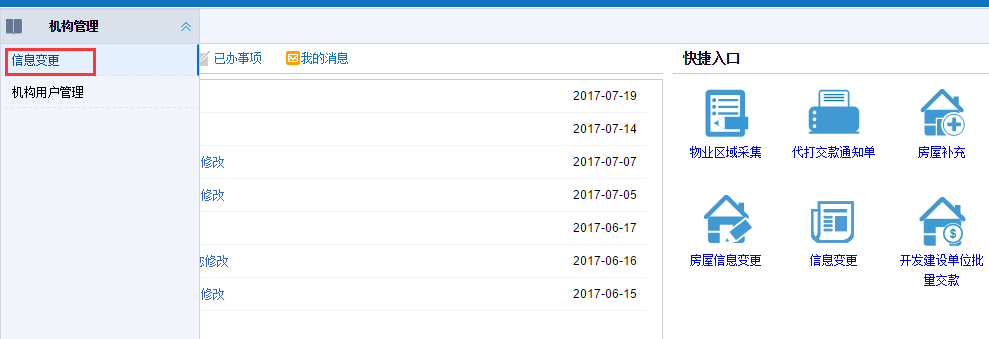 机构管理
信息变更
机构用户管理
已办事项
我的消息
2017-07-19
2017-07-14
修改
2017-07-07
修改
2017-07-05
2017-06-17
您修改
2017-06-16
修改
2017-06-15
快捷入口
物业区域采集
代打交款通知单
房屋补充
房屋信息变更
信息变更
开发建设单位批
量交款